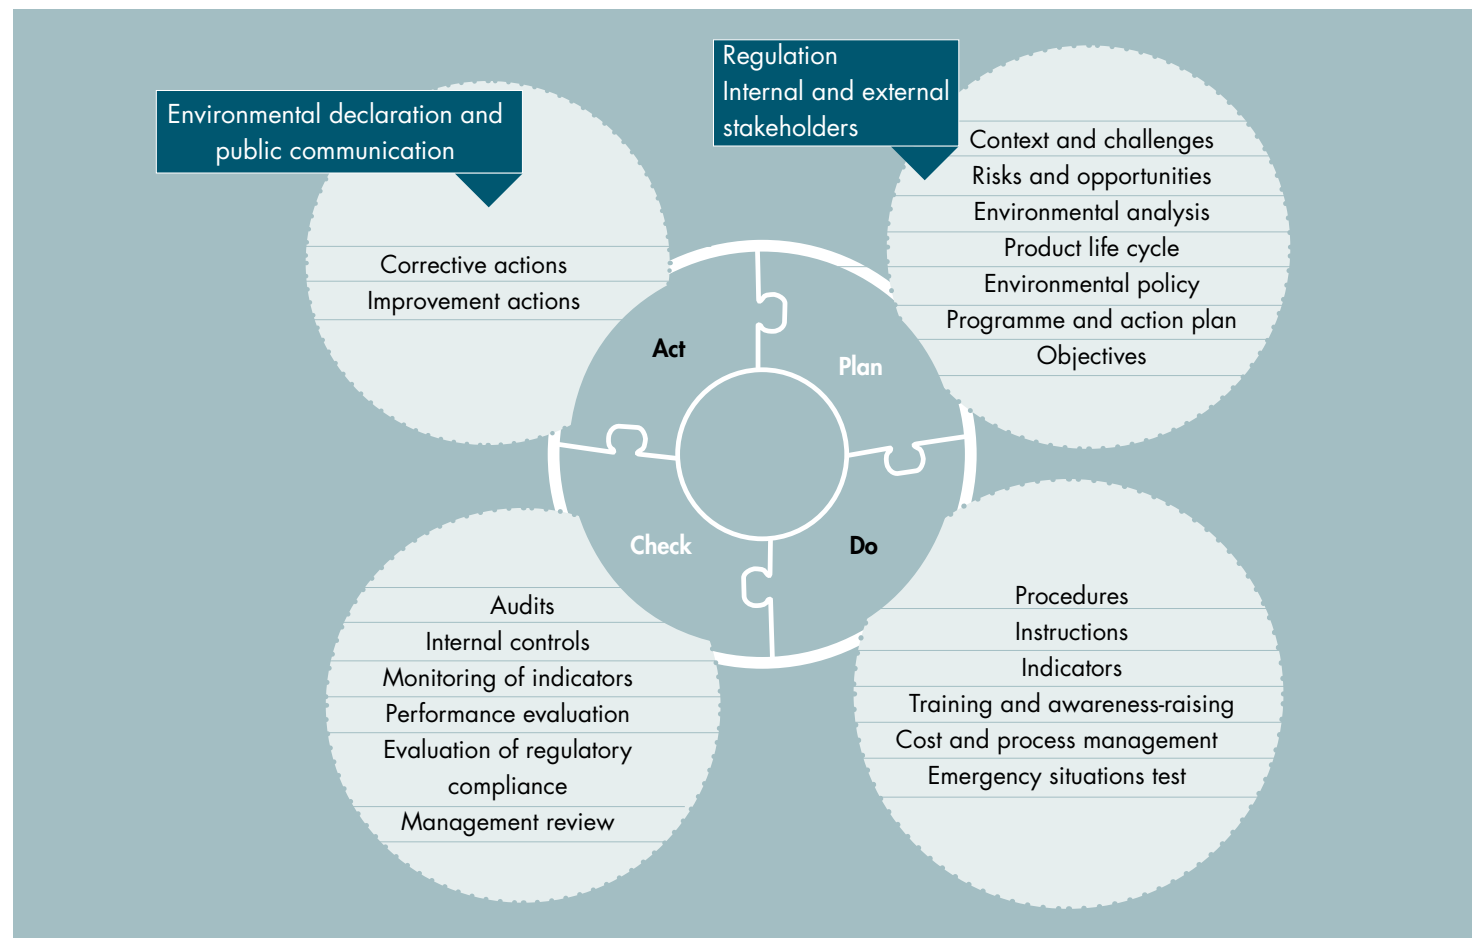 Environmental declaration and
public communication
Corrective actions
Improvement actions
Regulation
Internal and external
stakeholders
Context and challenges
Risks and opportunities
Environmental analysis
Product life cycle
Environmental policy
Programme and action plan
Objectives
Act
Plan
Check
Do
Audits
Internal controls
Monitoring of indicators
Performance evaluation
Evaluation of regulatory
compliance
Management review
Procedures
Instructions
Indicators
Training and awareness-raising
Cost and process management
Emergency situations test